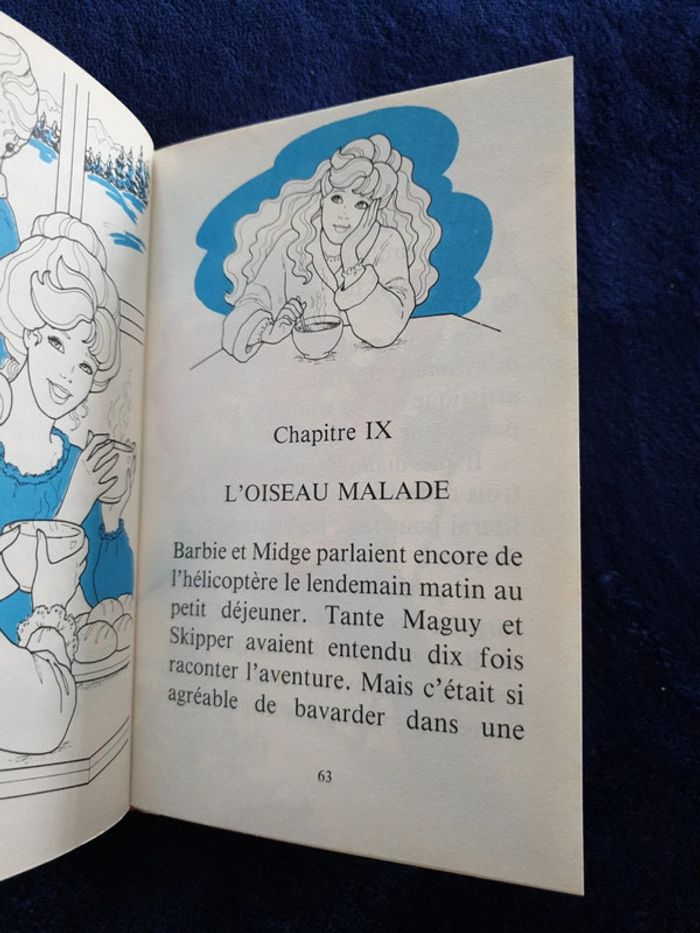 Chapitre IX
L'OISEAU MALADE
Barbie et Midge parlaient encore de
l'hélicoptère le lendemain matin au
petit déjeuner. Tante Maguy et
Skipper avaient entendu dix fois
raconter l'aventure. Mais c'était si
agréable de bavarder dans une
63